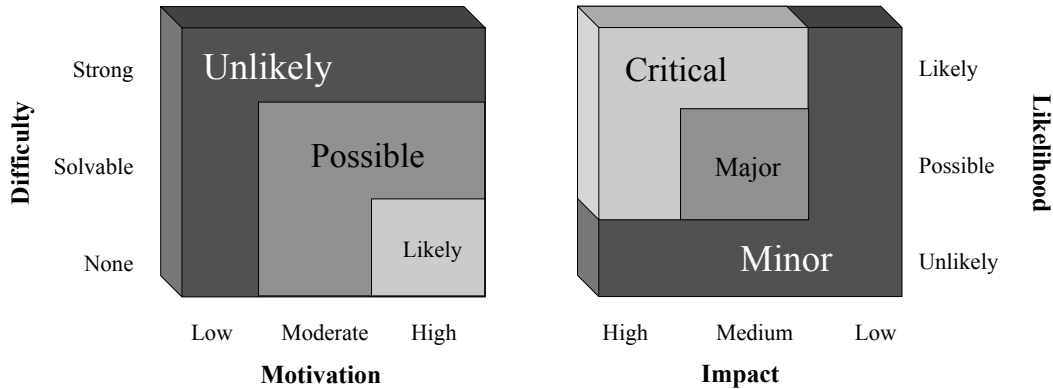 Unlikely
Critical
Strong
Likely
Difficulty
Likelihood
Possible
Solvable
Major
Possible
None
Likely
Minor
Unlikely
Low
Moderate
High
High
Medium
Low
Motivation
Impact